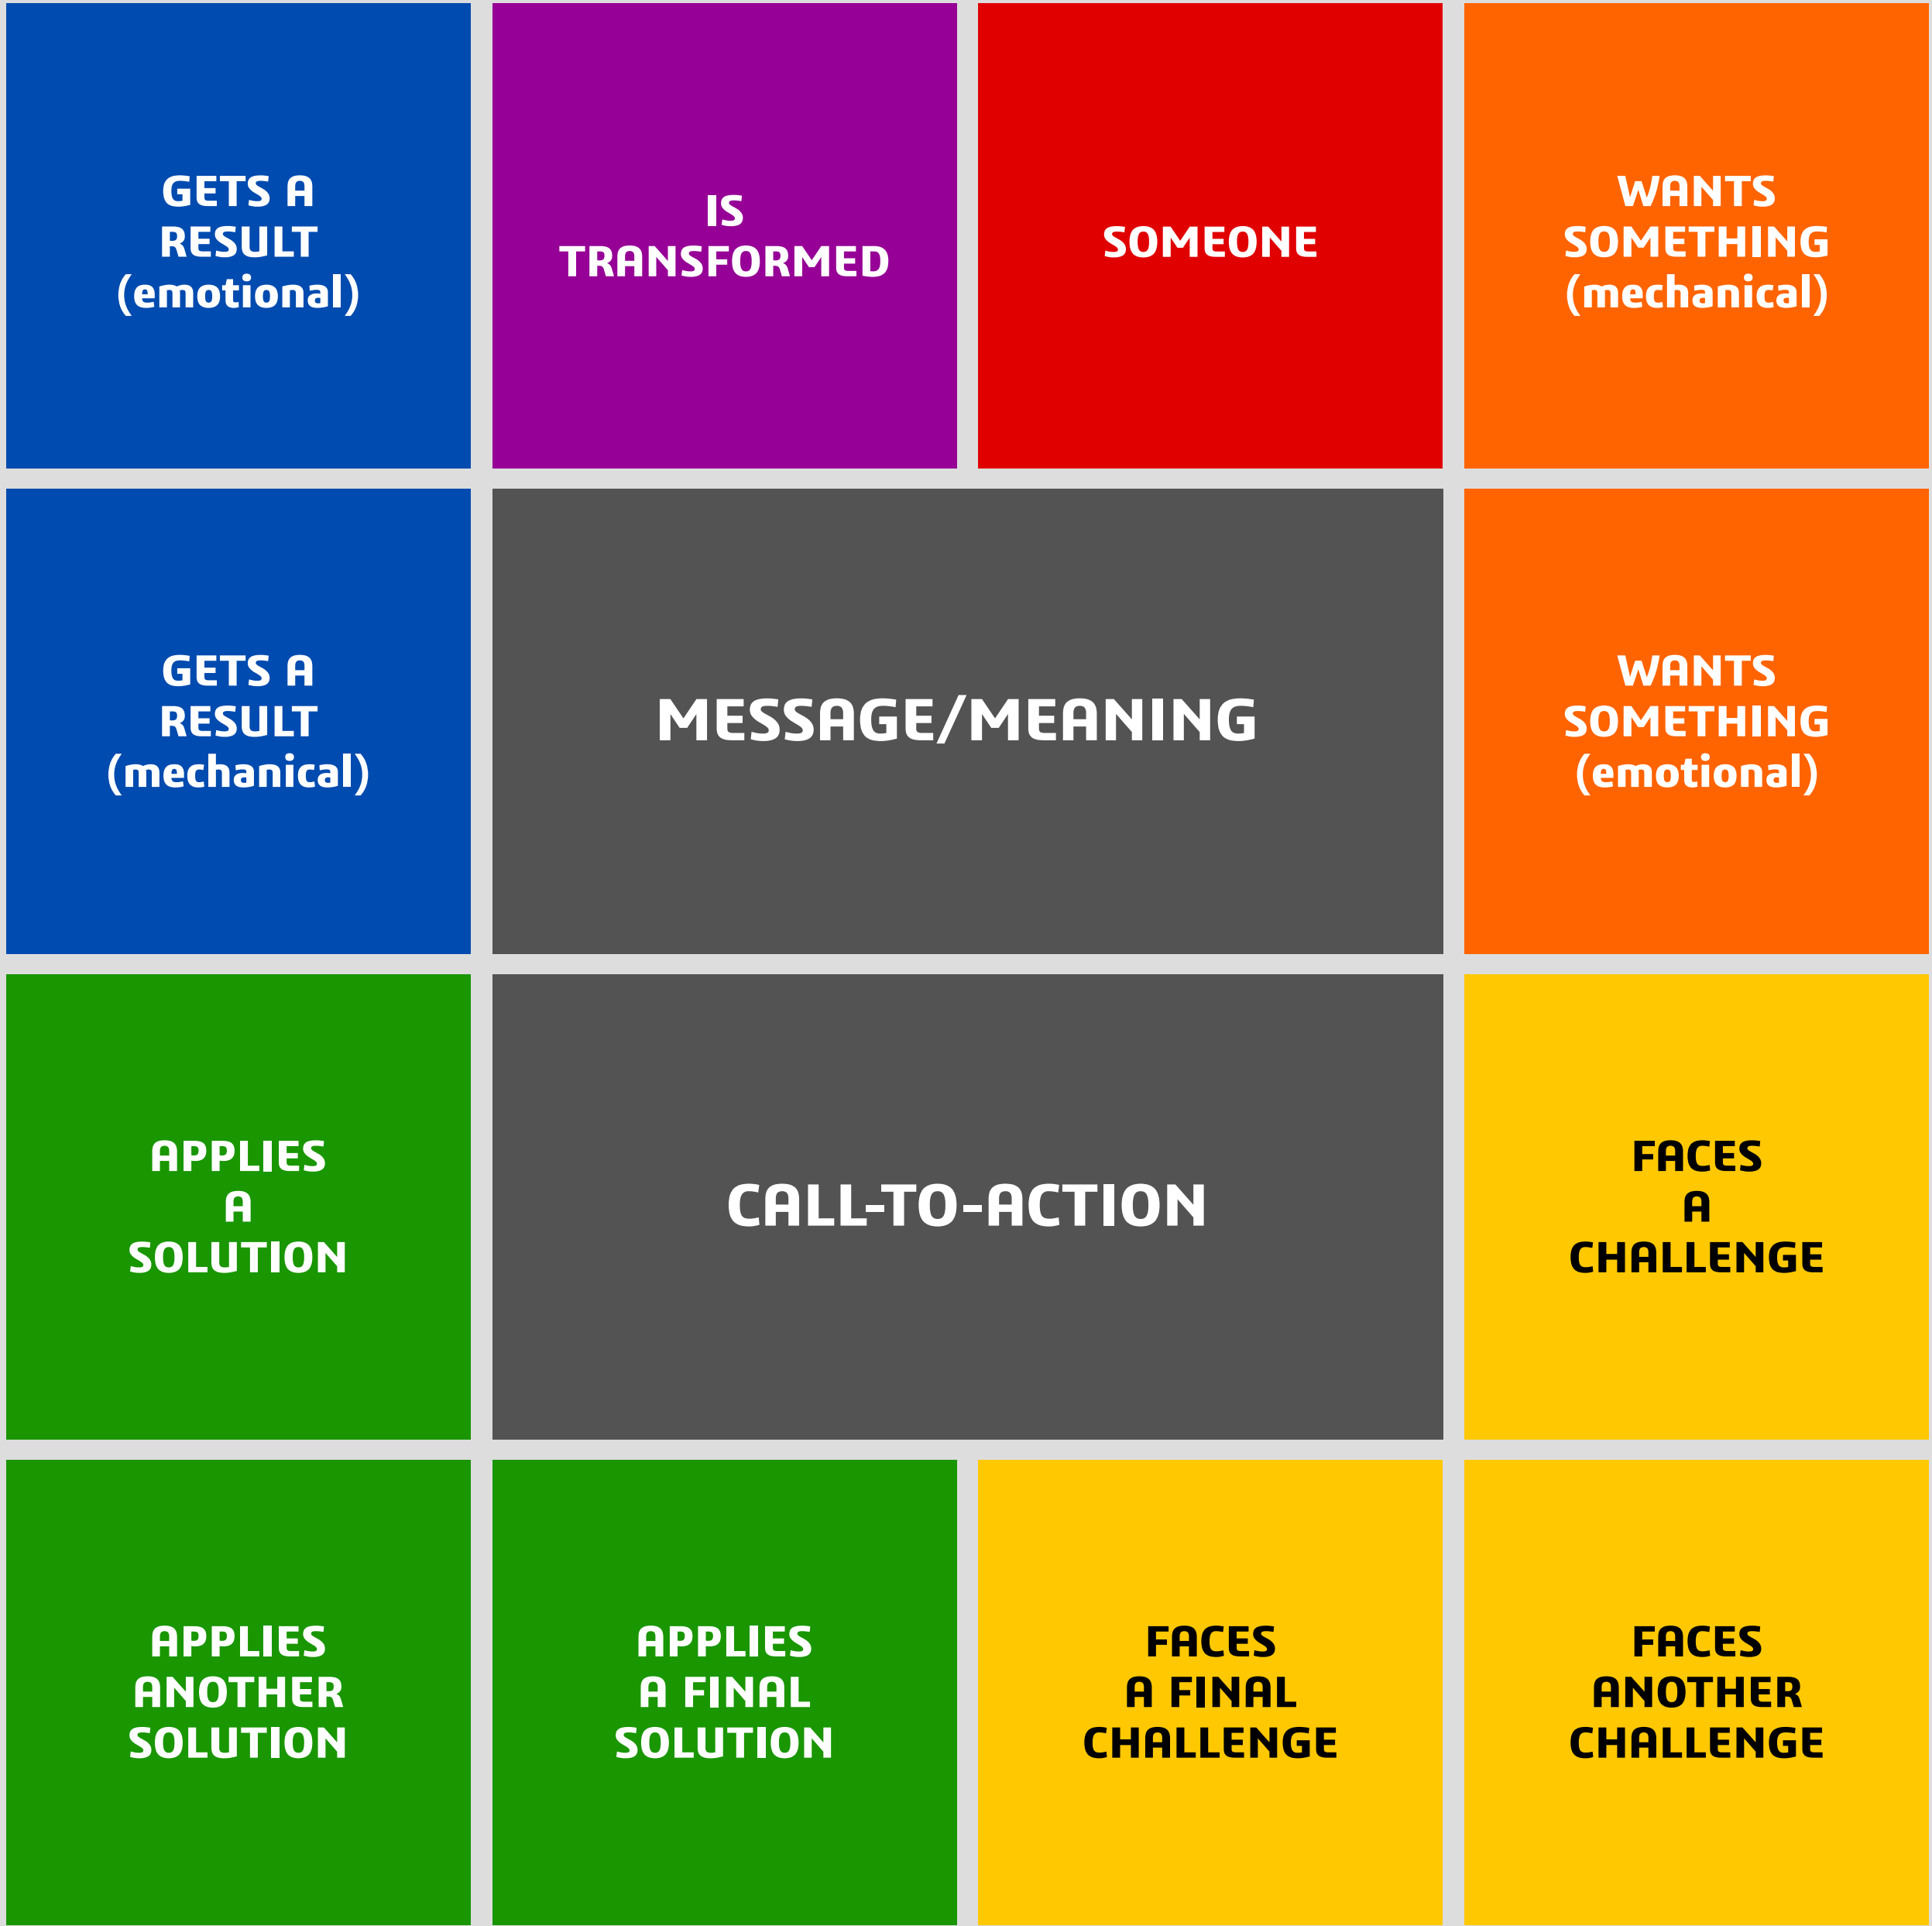 GETS A
RESULT
(emotional)
IS
TRANSFORMED
SOMEONE
WANTS
SOMETHING
(mechanical)
GETS A
RESULT
(mechanical)
MESSAGE/MEANING
WANTS
SOMETHING
(emotional)
APPLIES
A
SOLUTION
CALL-TO-ACTION
FACES
A
CHALLENGE
APPLIES
ANOTHER
SOLUTION
APPLIES
A FINAL
SOLUTION
FACES
A FINAL
CHALLENGE
FACES
ANOTHER
CHALLENGE